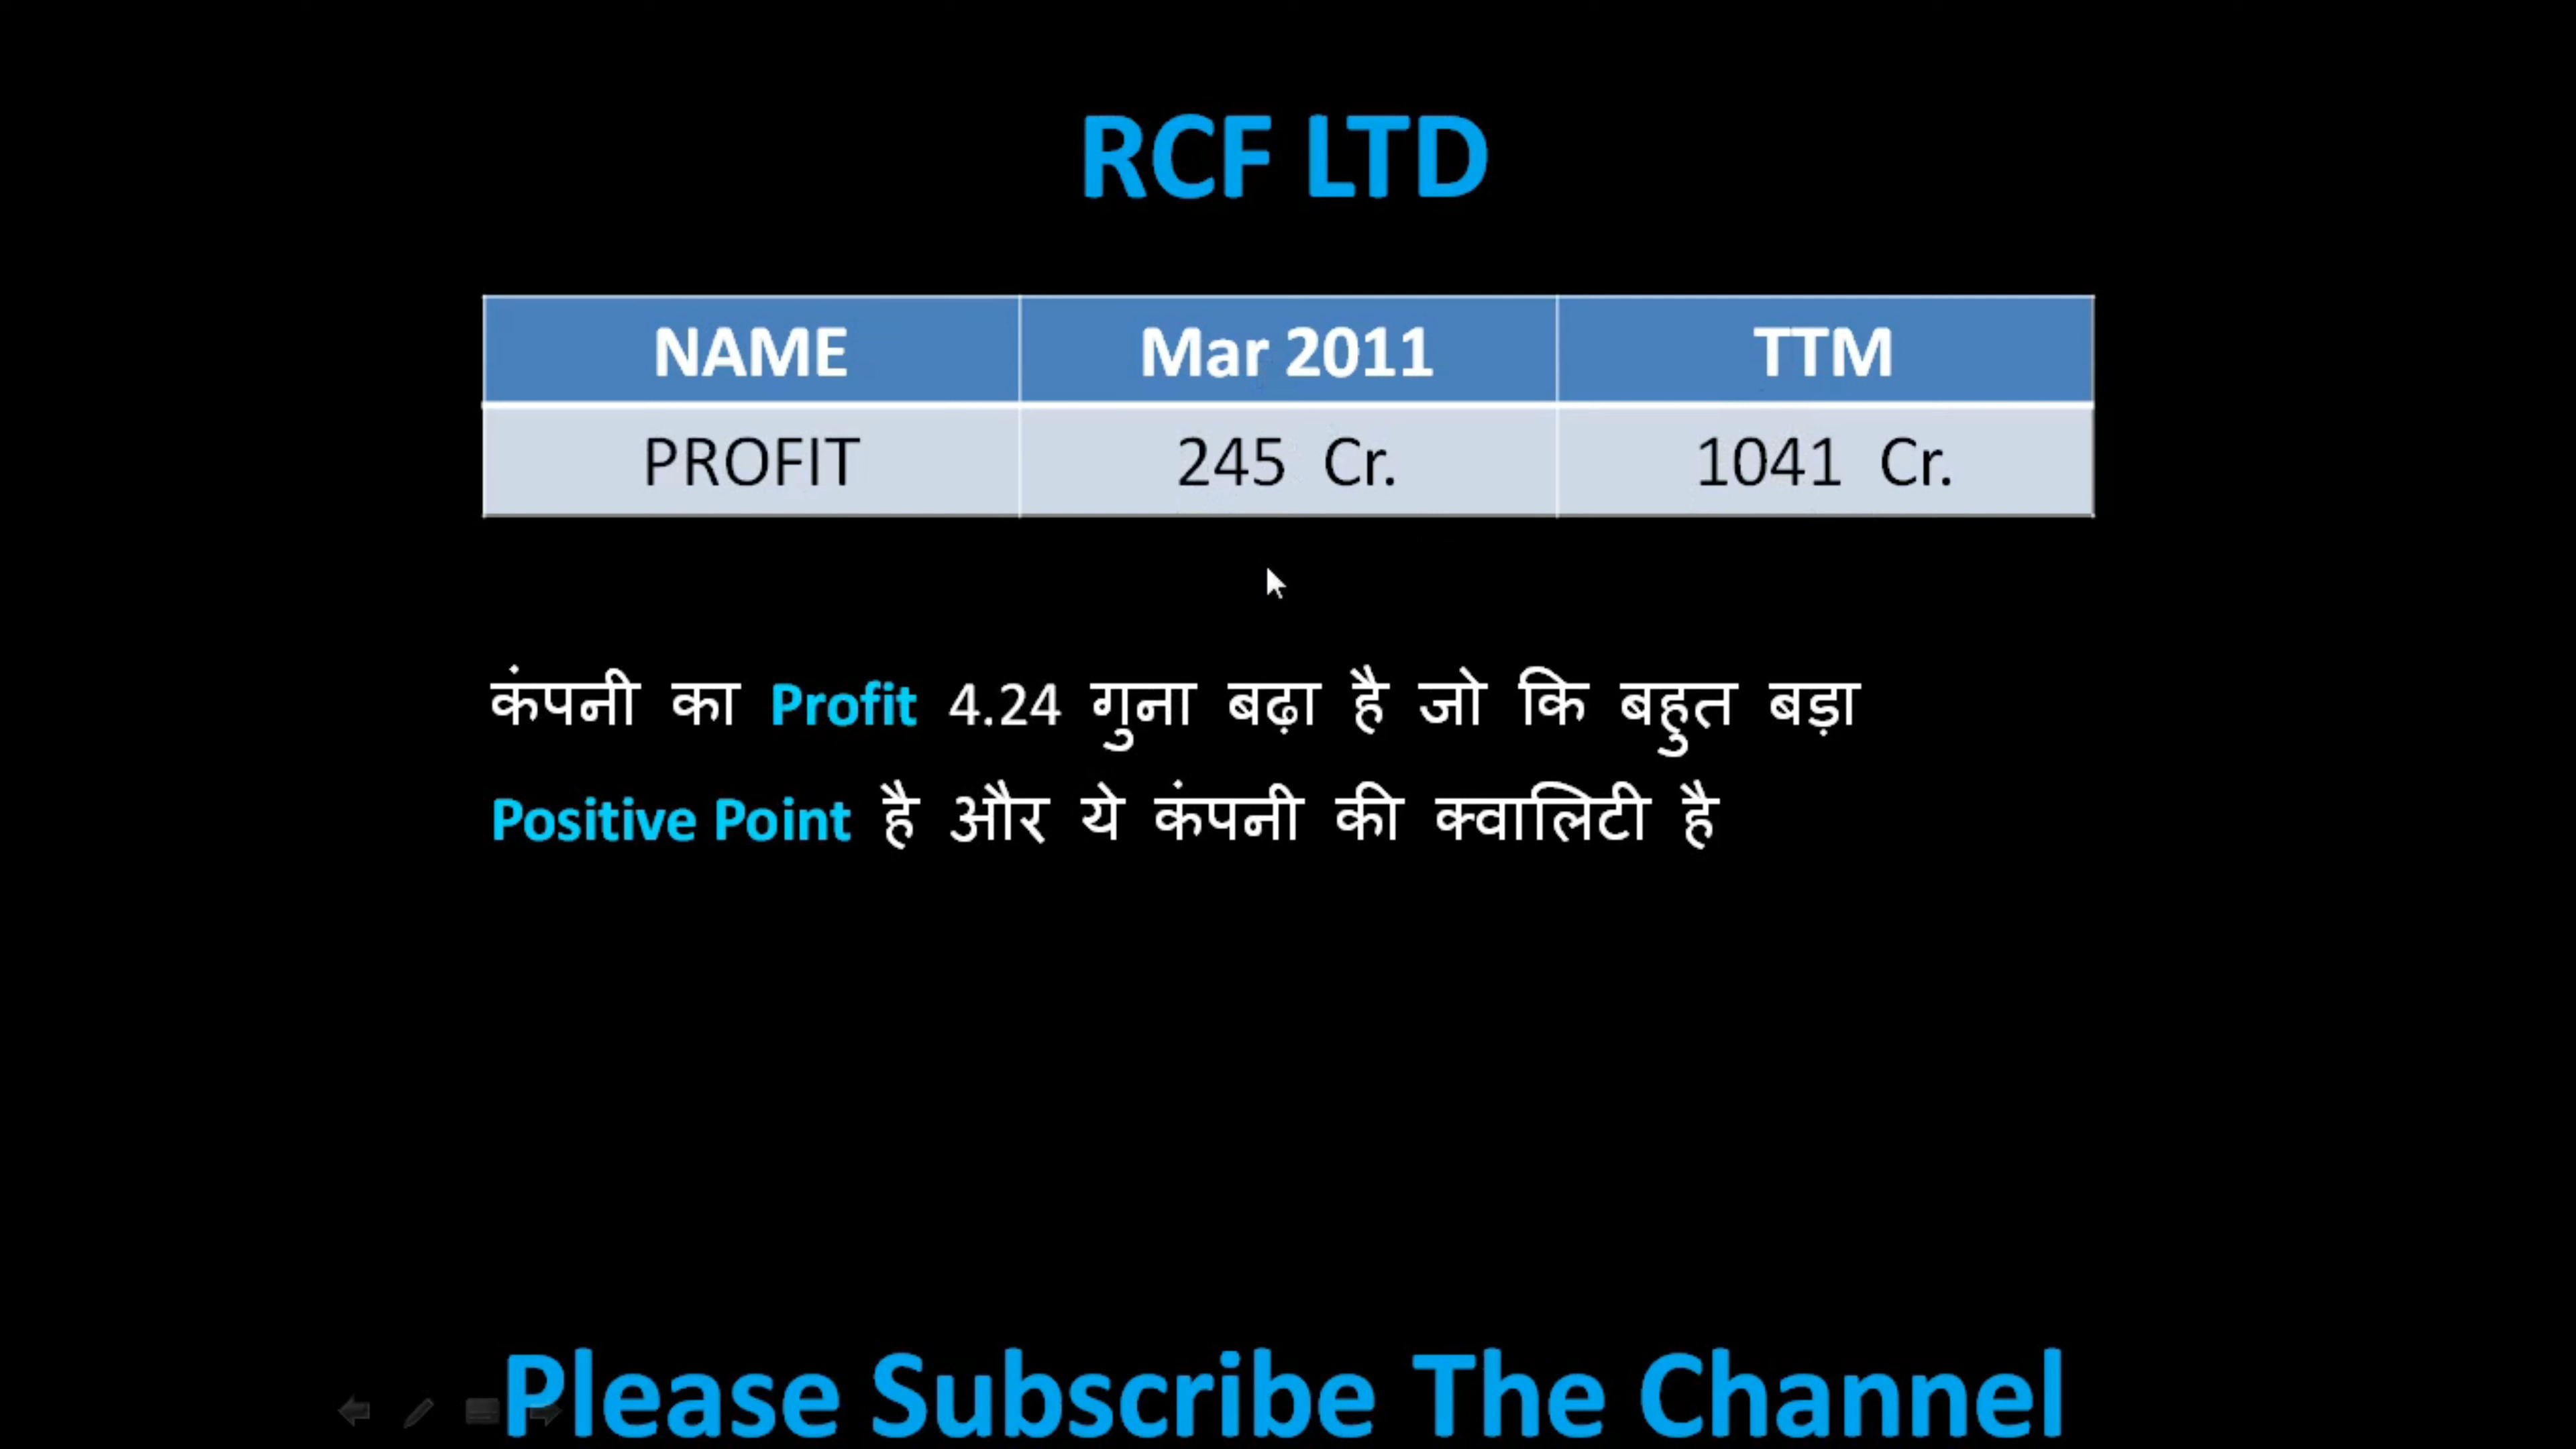 RCF LTD
NAME Mar 2011 TTM
PROFIT 245 Cr. 1041 Cr.
कंपनी का Profit 4.24 गुना बढ़ा है जो कि बहुत बड़ा
Positive Point है और ये कंपनी की क्वालिटी है
Please Subscribe The Channel